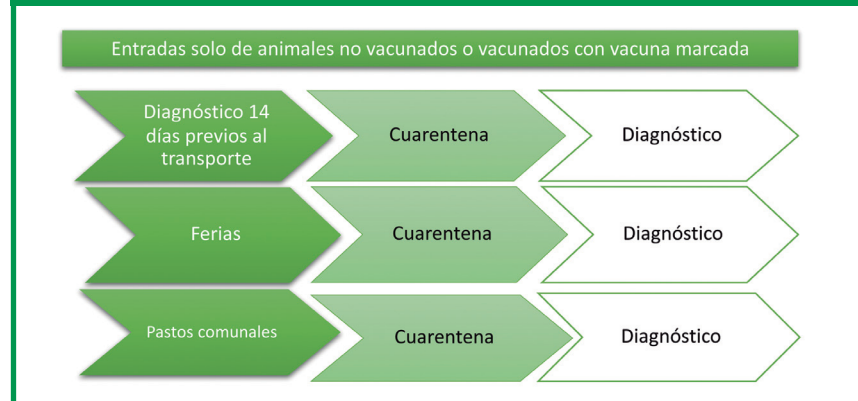 Entradas solo de animales no vacunados o vacunados con vacuna marcada
Diagnóstico 14
días previos al
transporte
Cuarentena
Diagnóstico
Ferias
Cuarentena
Diagnóstico
Pastos comunales
Cuarentena
Diagnóstico